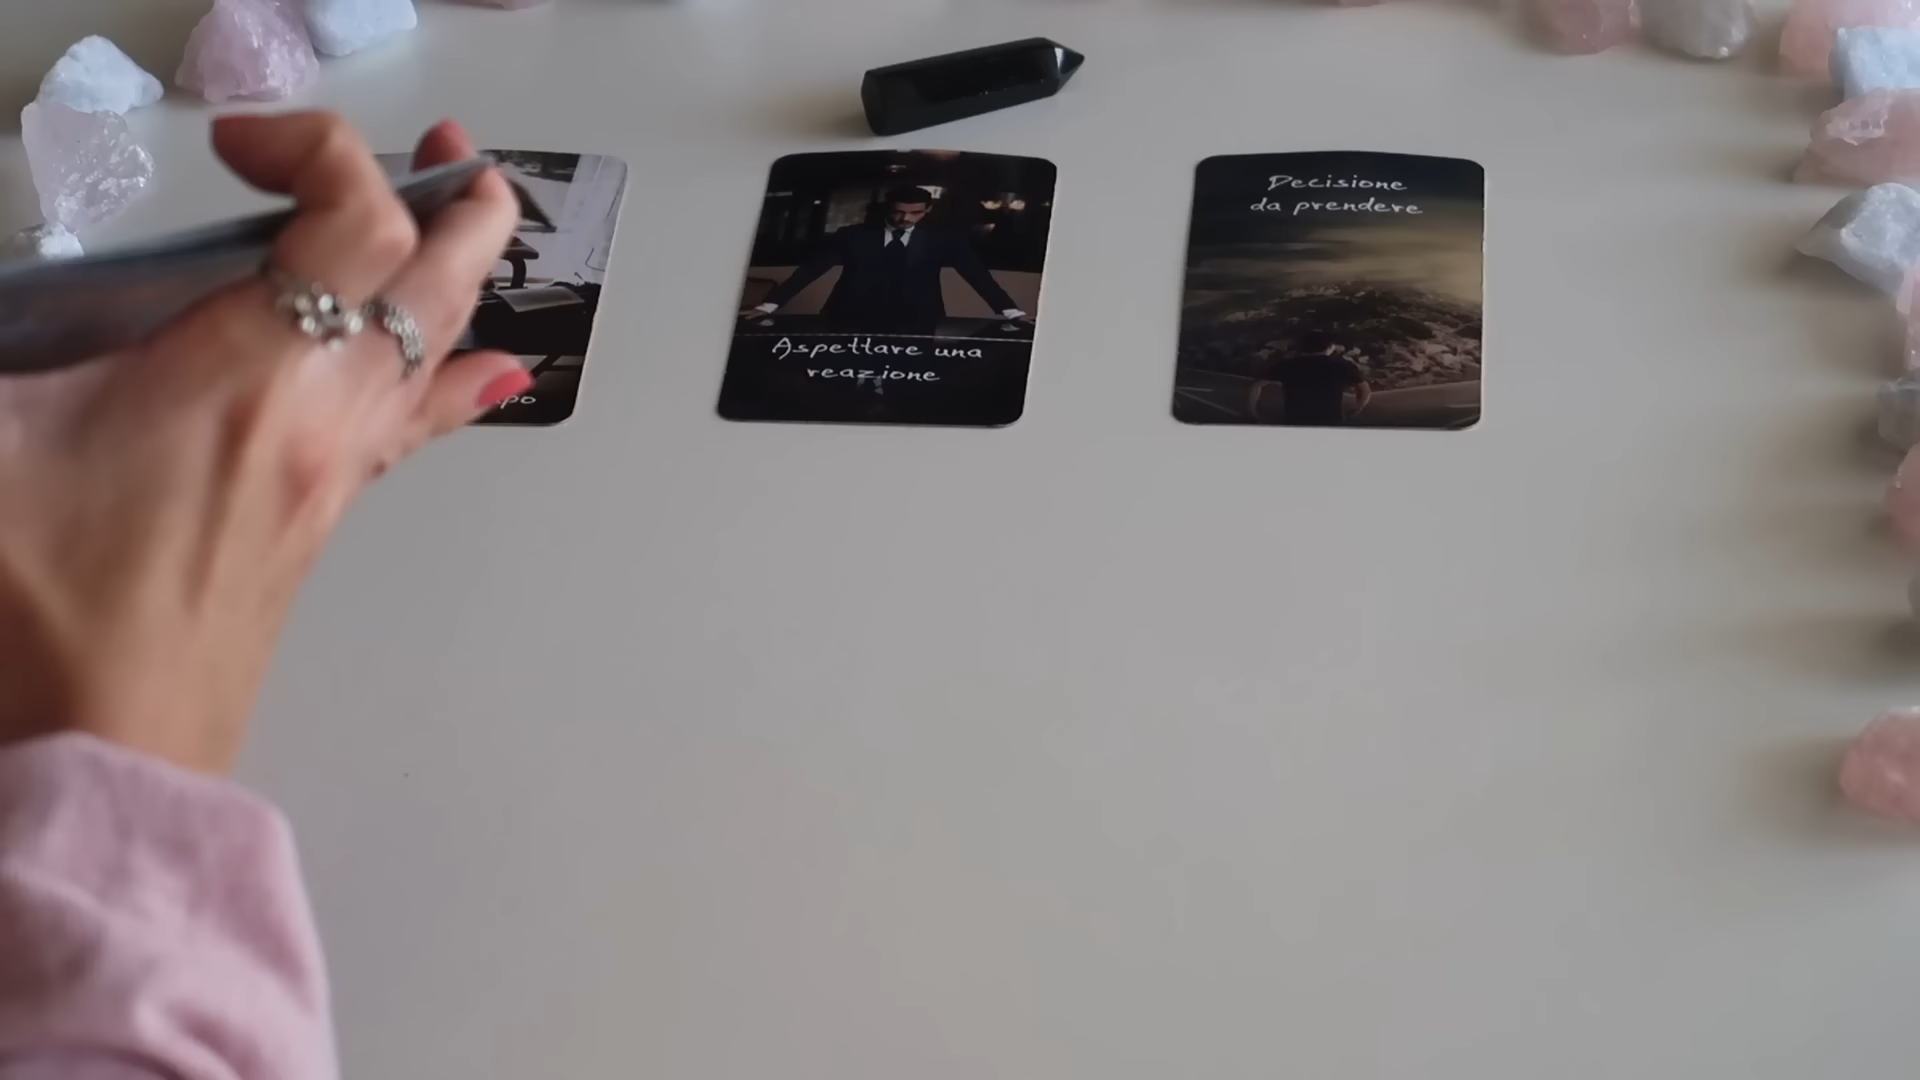 Aspettare una
reazione
Decisione
da prendere